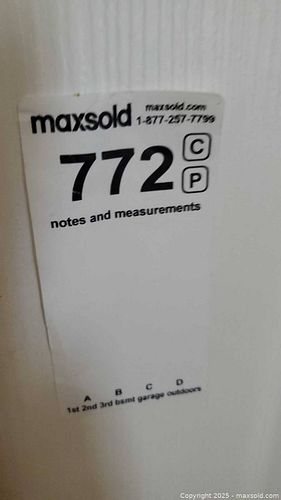 maxsold maxsold.com
1-877-257-7799
772 C
P
notes and measurements
A B C D
1st 2nd 3rd bsmt garage outdoors
Copyright © 2025 - maxsold.com